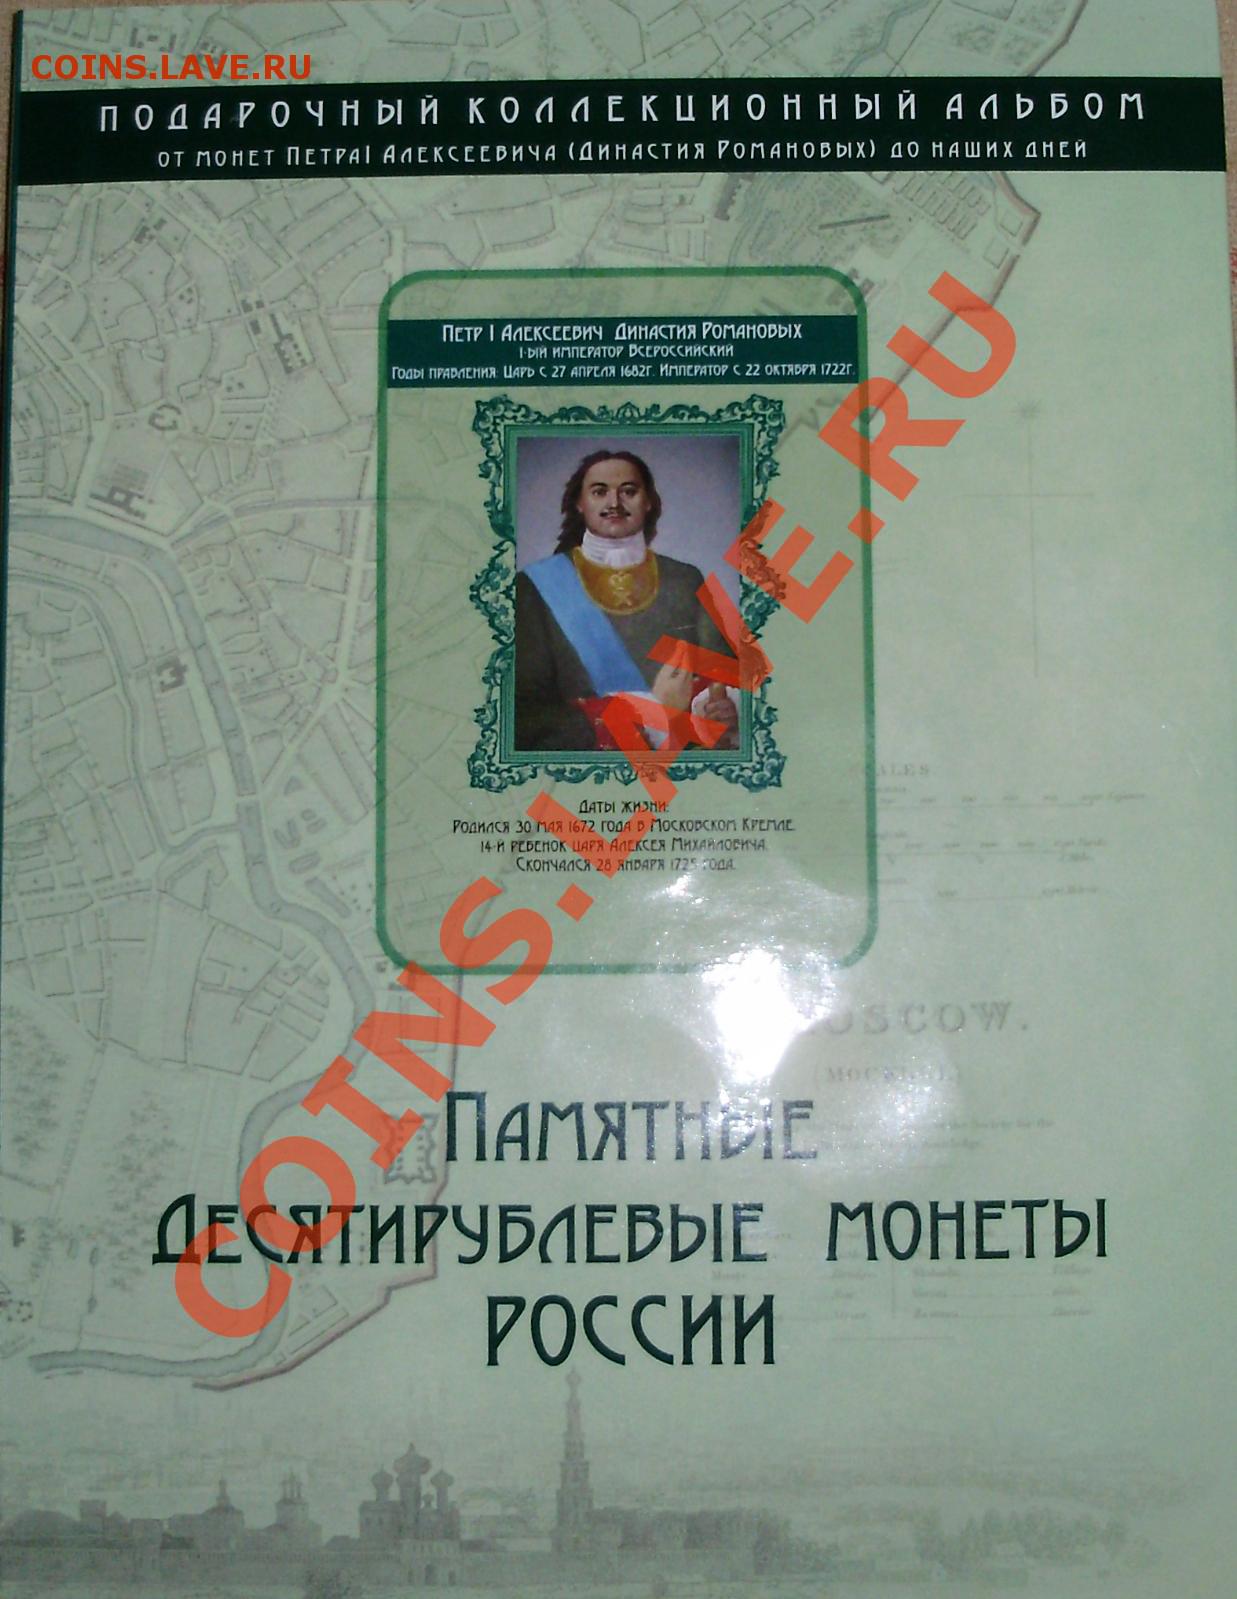 COINS.LAVE.RU
ПОДАРОЧНЫЙ КОЛЛЕКЦИОННЫЙ АЛЬБОМ
ОТ МОНЕТ ПЕТРА I АЛЕКСЕЕВИЧА (ДИНАСТИЯ РОМАНОВЫХ) ДО НАШИХ ДНЕЙ
ПЕТР I АЛЕКСЕЕВИЧ ДИНАСТИЯ РОМАНОВЫХ
1-ЫЙ ИМПЕРАТОР ВСЕРОССИЙСКИЙ
ГОДЫ ПРАВЛЕНИЯ: ЦАРЬ С 27 АПРЕЛЯ 1682Г. ИМПЕРАТОР С 22 ОКТЯБРЯ 1722Г.
ДАТЫ ЖИЗНИ:
РОДИЛСЯ 30 МАЯ 1672 ГОДА В МОСКОВСКОМ КРЕМЛЕ.
14-Й РЕБЕНОК ЦАРЯ АЛЕКСЕЯ МИХАЙЛОВИЧА.
СКОНЧАЛСЯ 28 ЯНВАРЯ 1725 ГОДА.
COINS.LAVE.RU
ПАМЯТНЫЕ
ДЕСЯТИРУБЛЕВЫЕ МОНЕТЫ
РОССИИ